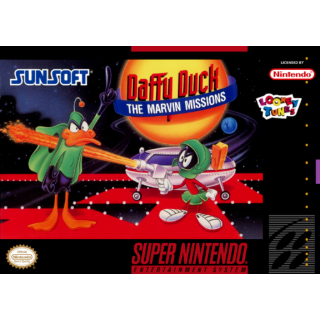 SUNSOFT
Daffy Duck
THE MARVIN MISSIONS
LICENSED BY
Nintendo
LOONEY
TUNES
SUPER NINTENDO
ENTERTAINMENT SYSTEM